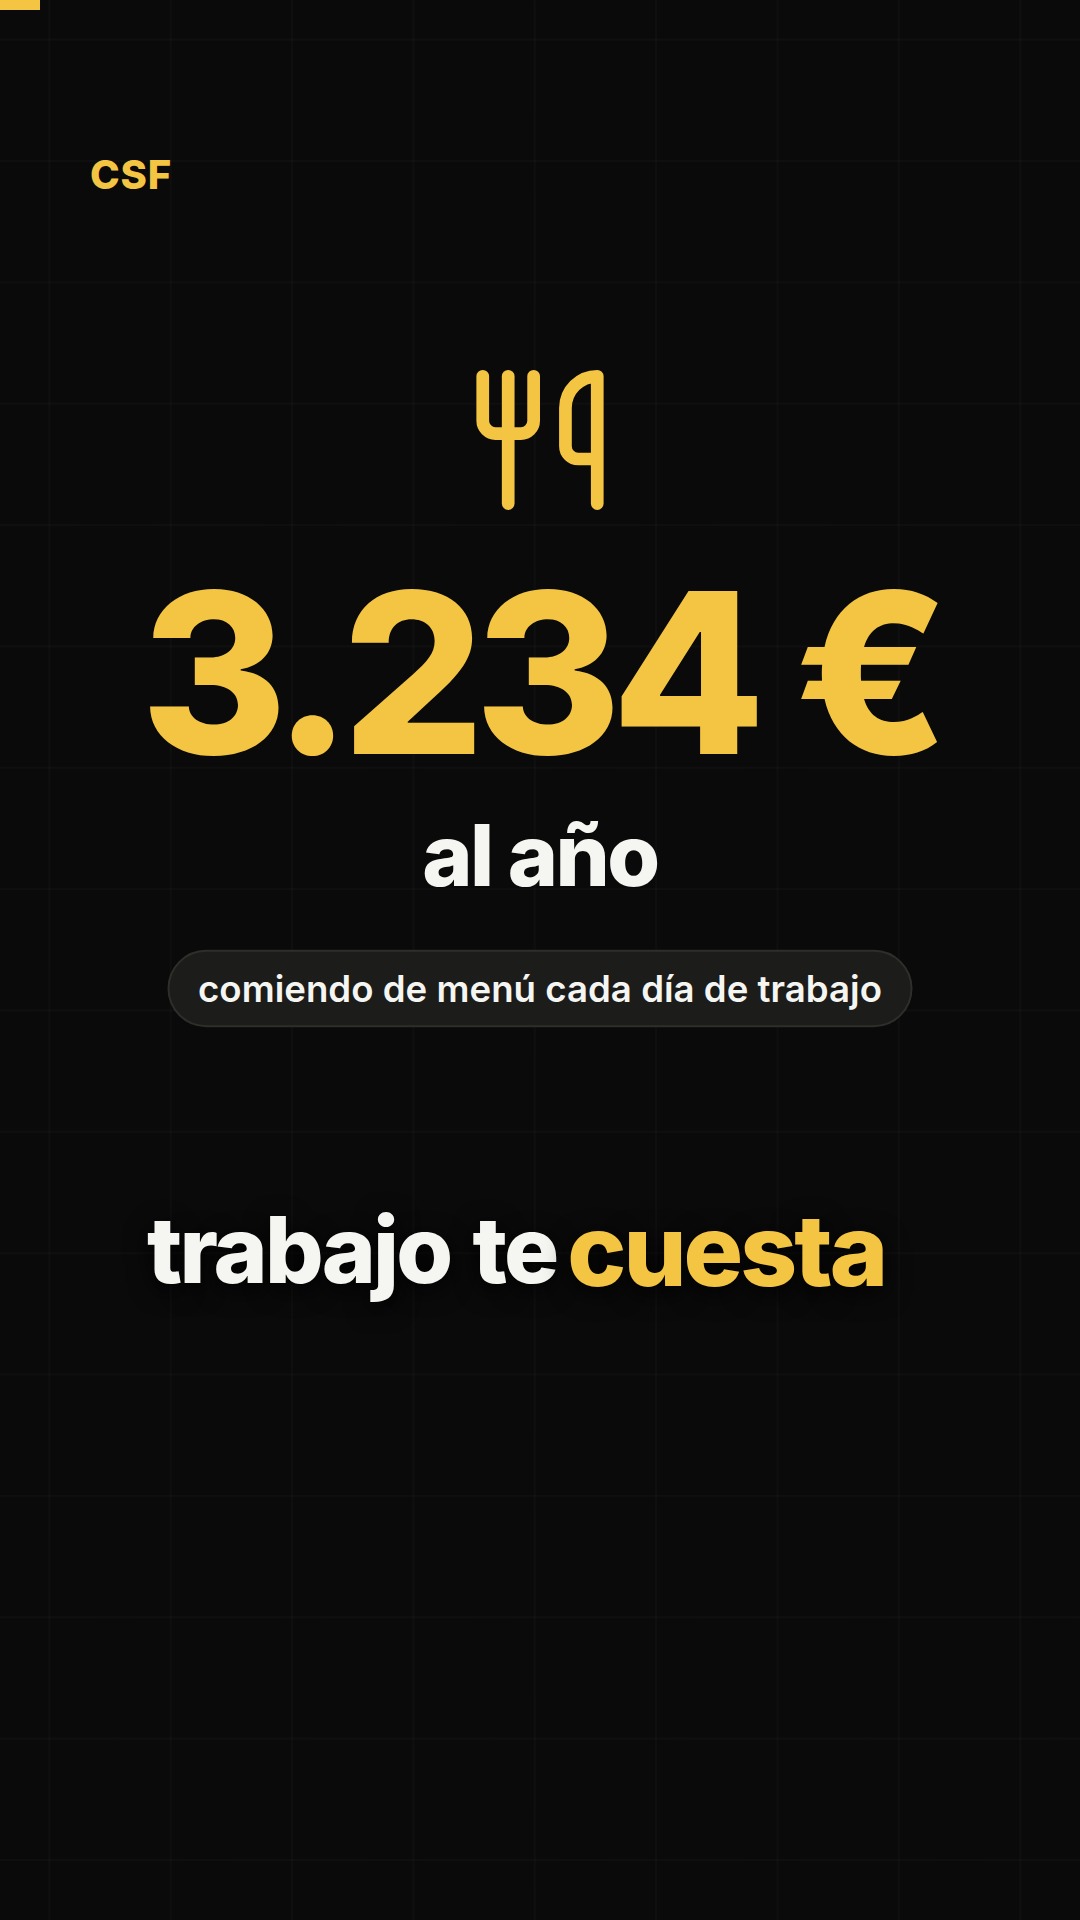 CSF
3.234 €
al año
comiendo de menú cada día de trabajo
trabajo te cuesta